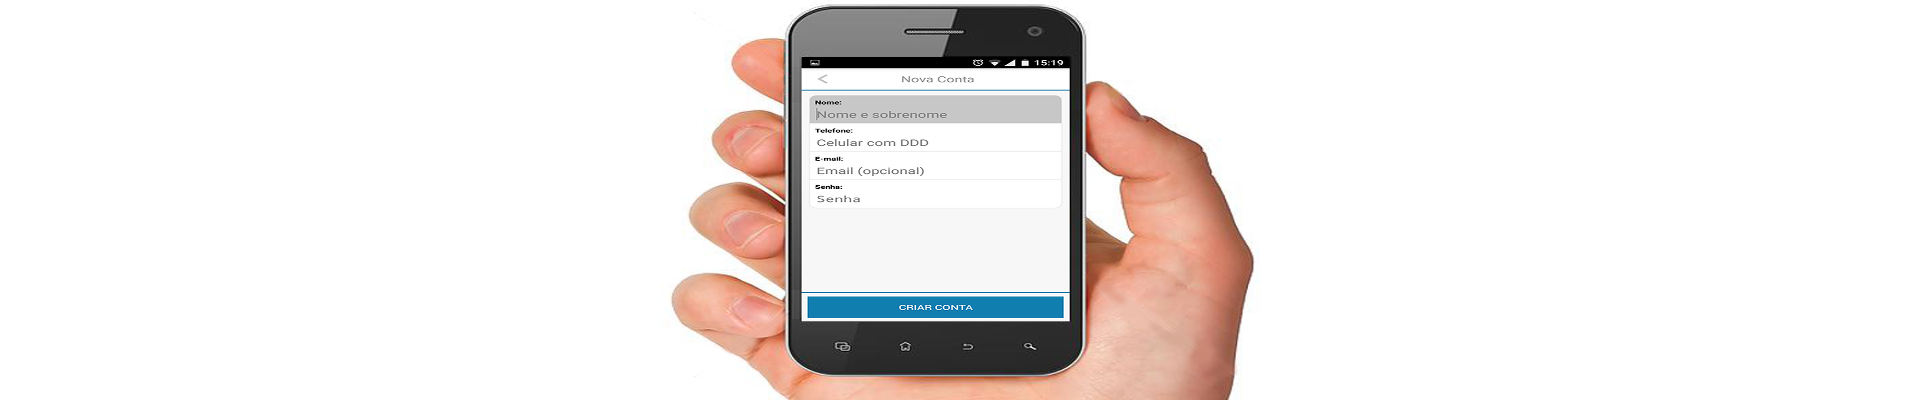 15:19
Nova Conta
Nome:
Nome e sobrenome
Telefone:
Celular com DDD
E-mail:
Email (opcional)
Senha:
Senha
CRIAR CONTA